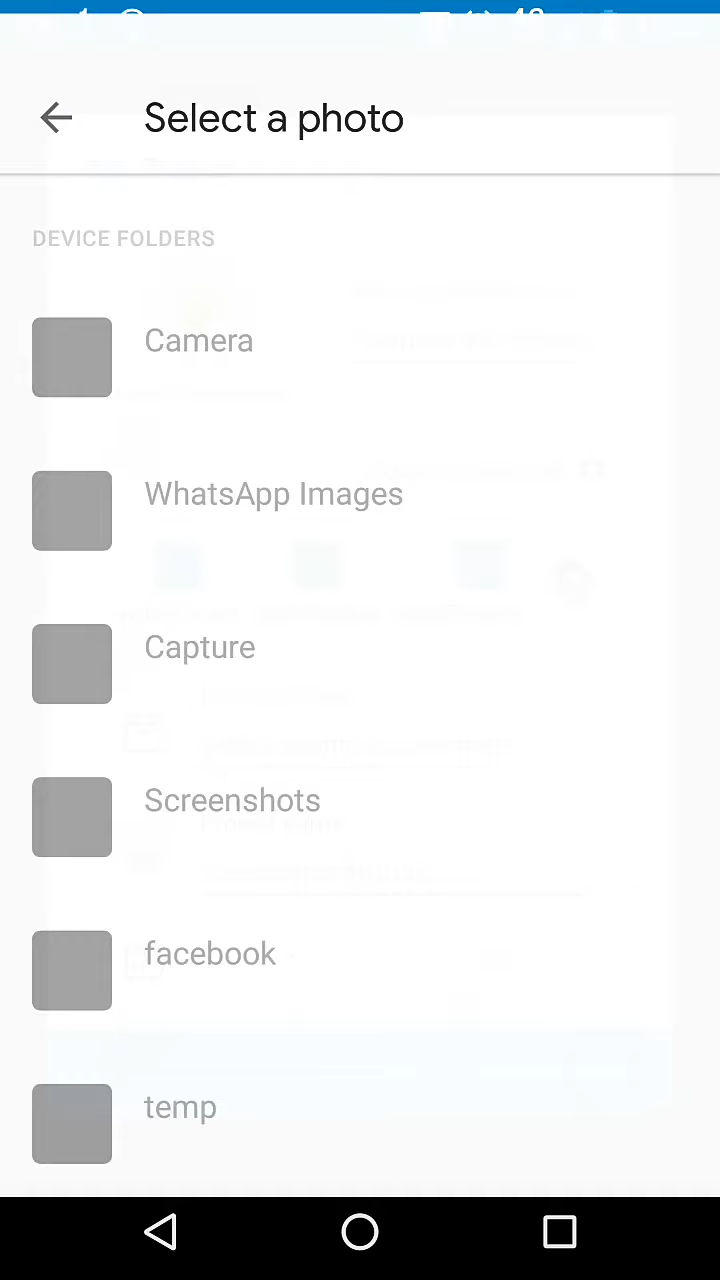 Select a photo
DEVICE FOLDERS
Camera
WhatsApp Images
Capture
Screenshots
facebook
temp